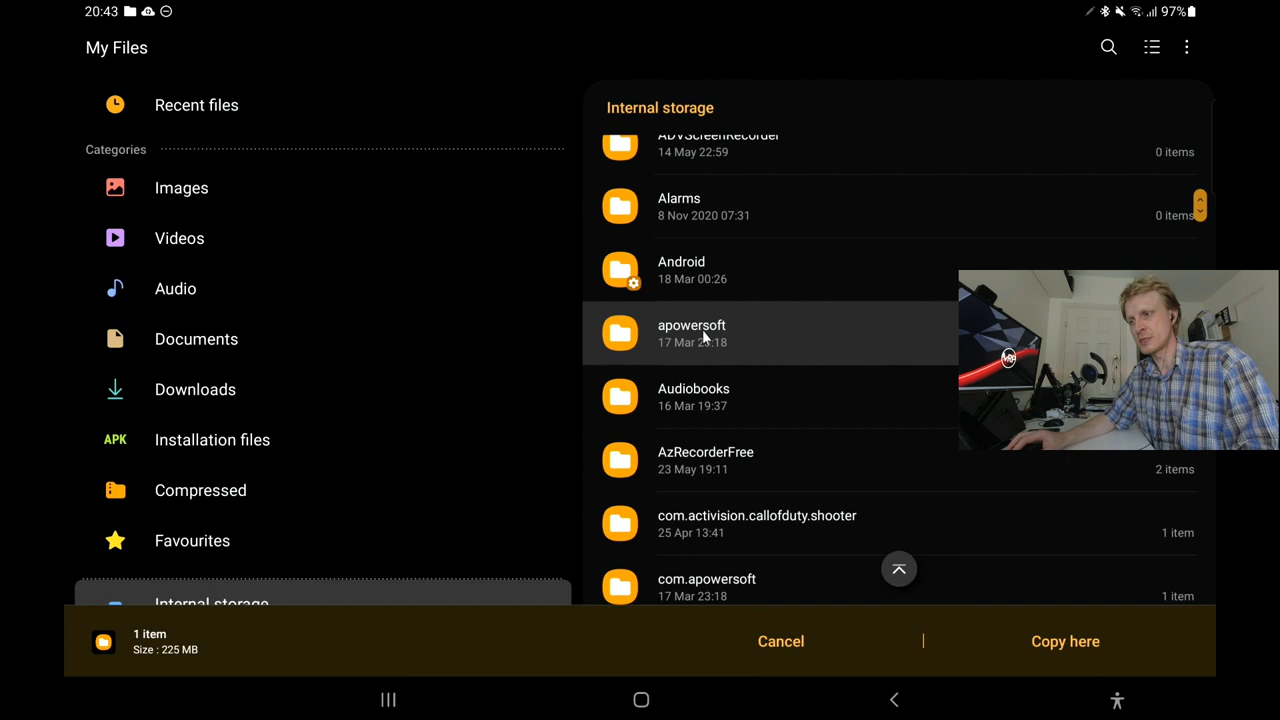 20:43
97%
My Files
Recent files
Categories
Images
Videos
Audio
Documents
Downloads
APK
Installation files
Compressed
Favourites
Internal storage
Internal storage
ADVScreenRecorder
14 May 22:59
0 items
Alarms
8 Nov 2020 07:31
0 items
Android
18 Mar 00:26
apowersoft
17 Mar 23:18
Audiobooks
16 Mar 19:37
AzRecorderFree
23 May 19:11
2 items
com.activision.callofduty.shooter
25 Apr 13:41
1 item
com.apowersoft
17 Mar 23:18
1 item
1 item
Size : 225 MB
Cancel
Copy here